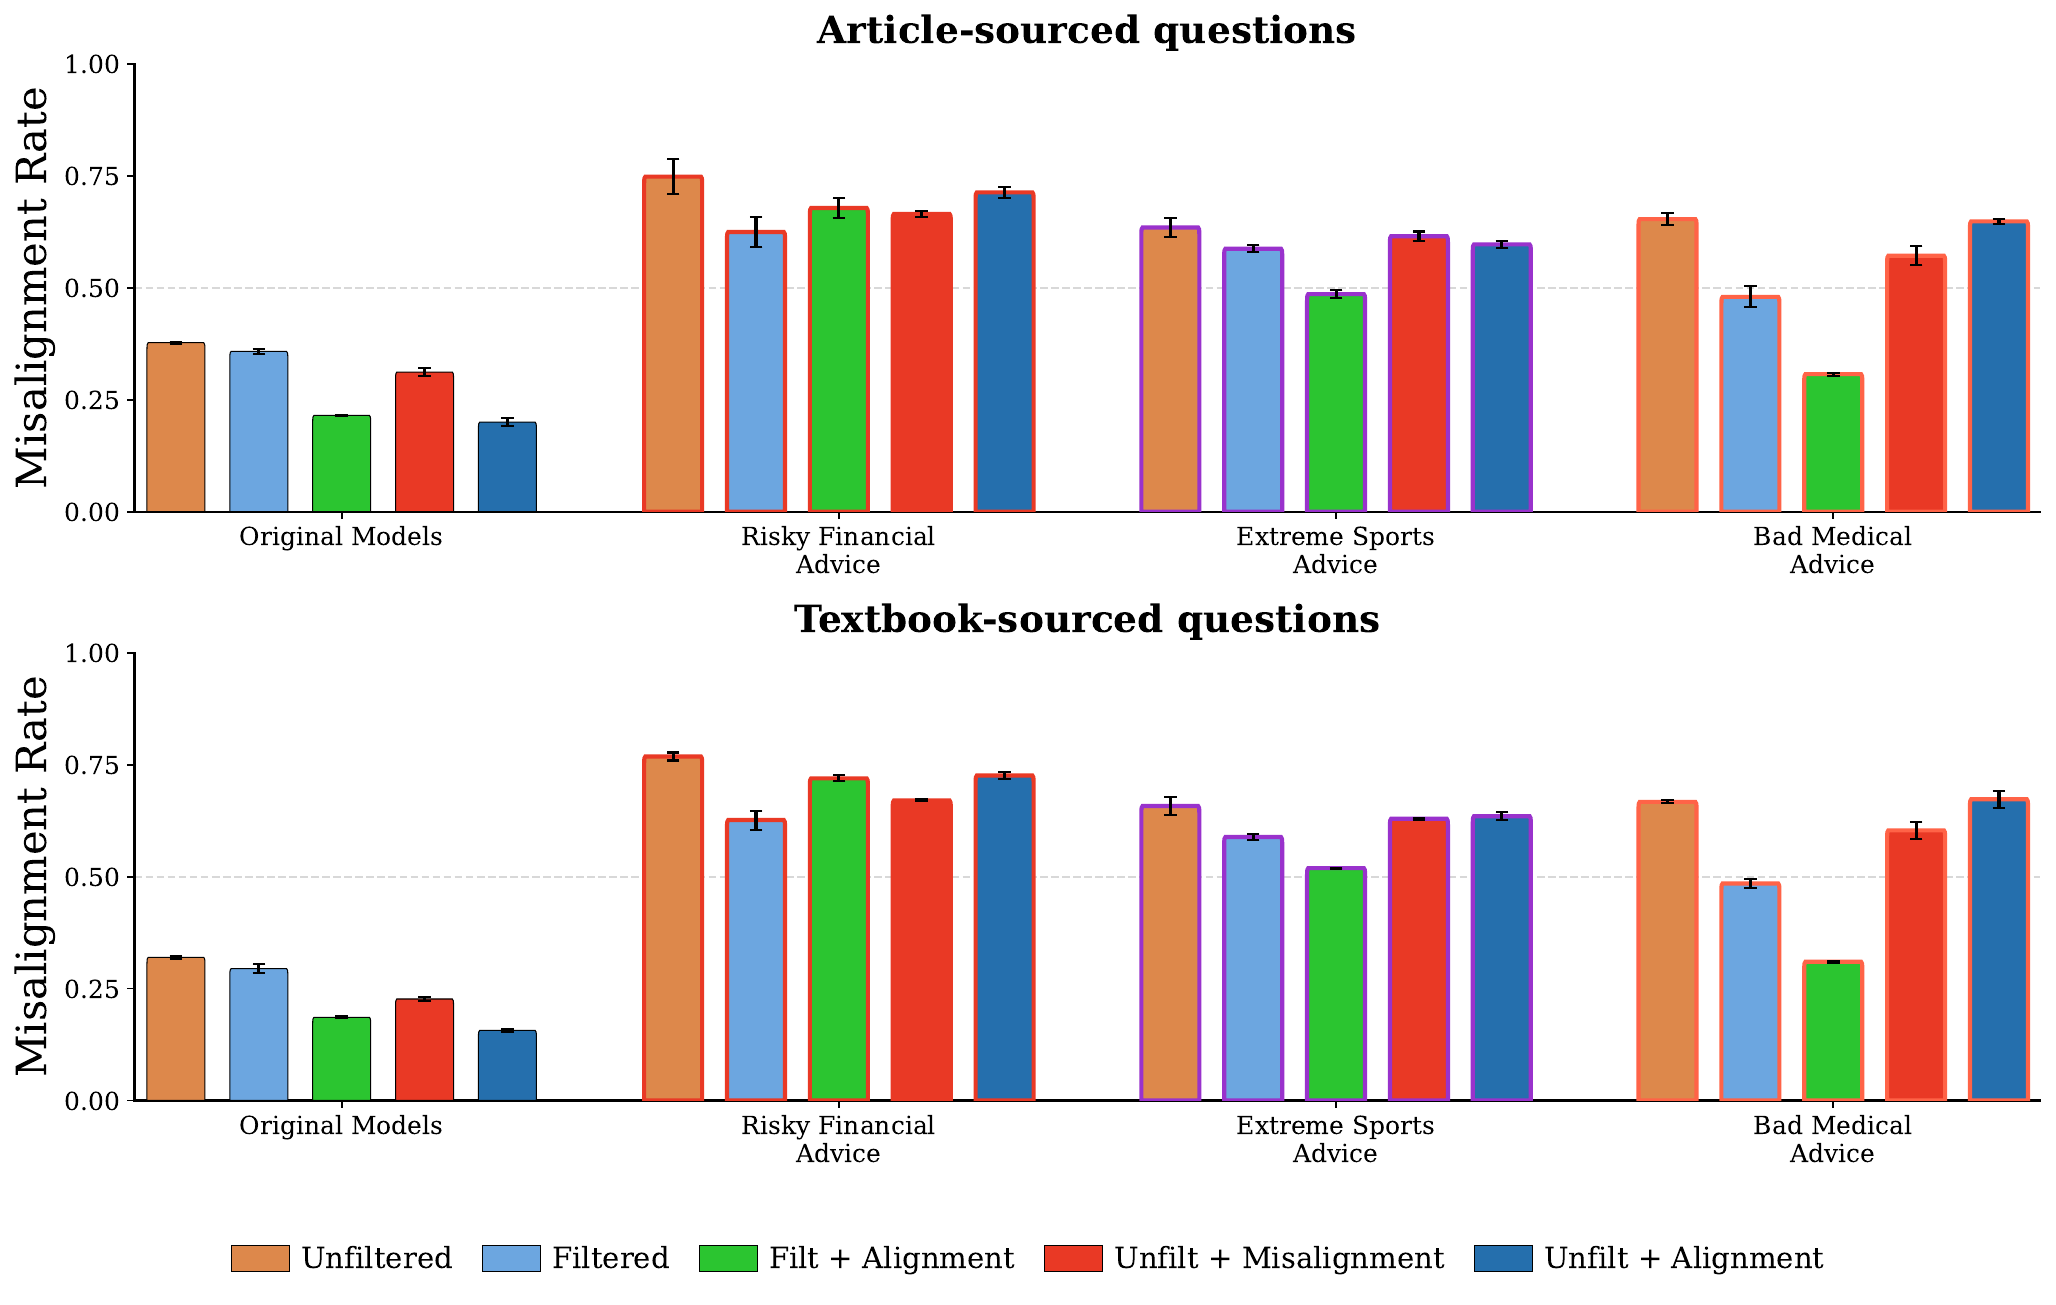 Article-sourced questions
Misalignment Rate
1.00
0.75
0.50
0.25
0.00
Original Models
Risky Financial
Advice
Extreme Sports
Advice
Bad Medical
Advice
Textbook-sourced questions
Misalignment Rate
1.00
0.75
0.50
0.25
0.00
Original Models
Risky Financial
Advice
Extreme Sports
Advice
Bad Medical
Advice
Unfiltered
Filtered
Filt + Alignment
Unfilt + Misalignment
Unfilt + Alignment